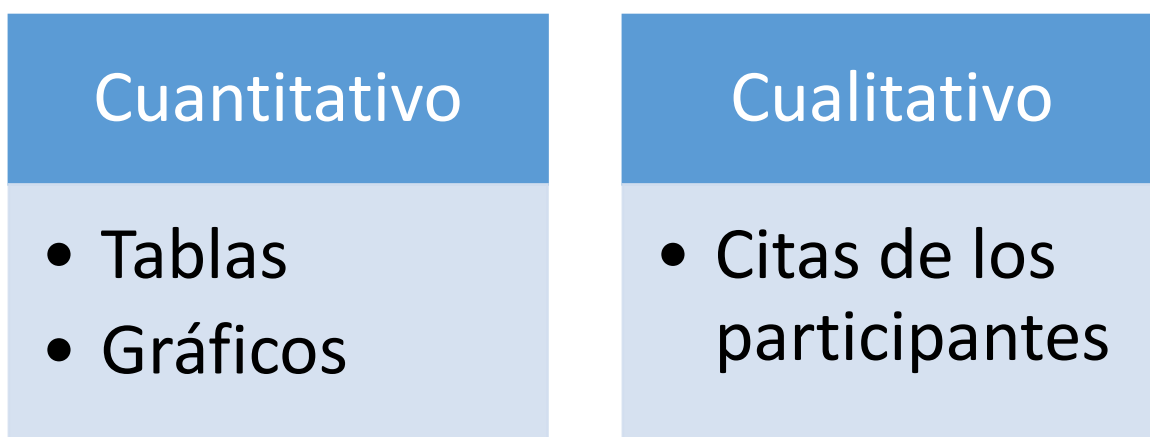 Cuantitativo
• Tablas
• Gráficos
Cualitativo
• Citas de los
participantes